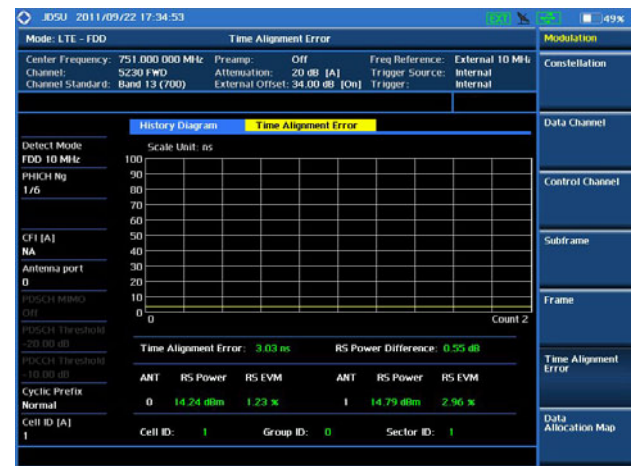 JDSU 2011/09/22 17:34:53 EXT 49%
Mode: LTE - FDD Time Alignment Error Modulation
Center Frequency: 751.000 000 MHz Preamp: Off Freq Reference: External 10 MHz
Channel: 5230 FWD Attenuation: 20 dB [A] Trigger Source: Internal
Channel Standard: Band 13 (700) External Offset: 34.00 dB [On] Trigger: Internal
Constellation
History Diagram Time Alignment Error
Data Channel
Detect Mode
FDD 10 MHz
Scale Unit: ns
100
90
80
70
60
50
40
30
20
10
0
0 Count 2
PHICH Ng
1/6
Control Channel
CFI [A]
NA
Subframe
Antenna port
0
PDSCH MIMO
Off
Frame
PDSCH Threshold
-20.00 dB
Time Alignment Error: 3.03 ns RS Power Difference: 0.55 dB
PDCCH Threshold
-10.00 dB
Time Alignment
Error
ANT RS Power RS EVM ANT RS Power RS EVM
Cyclic Prefix
Normal
0 14.24 dBm 1.23 % 1 14.79 dBm 2.96 %
Cell ID [A]
1
Cell ID: 1 Group ID: 0 Sector ID: 1
Data
Allocation Map